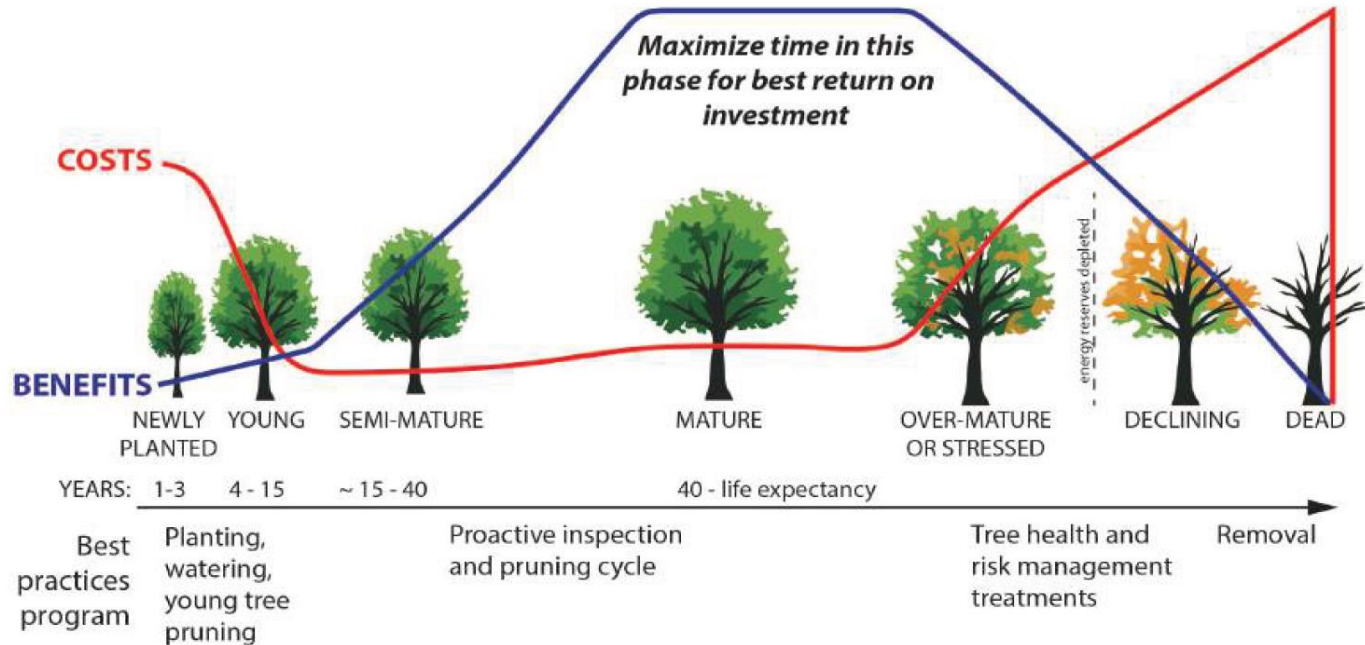 Maximize time in this
phase for best return on
investment
COSTS
BENEFITS
energy reserves depleted
NEWLY
PLANTED
YOUNG
SEMI-MATURE
MATURE
OVER-MATURE
OR STRESSED
DECLINING
DEAD
YEARS: 1-3 4 - 15 ~ 15 - 40 40 - life expectancy
Best
practices
program
Planting,
watering,
young tree
pruning
Proactive inspection
and pruning cycle
Tree health and
risk management
treatments
Removal